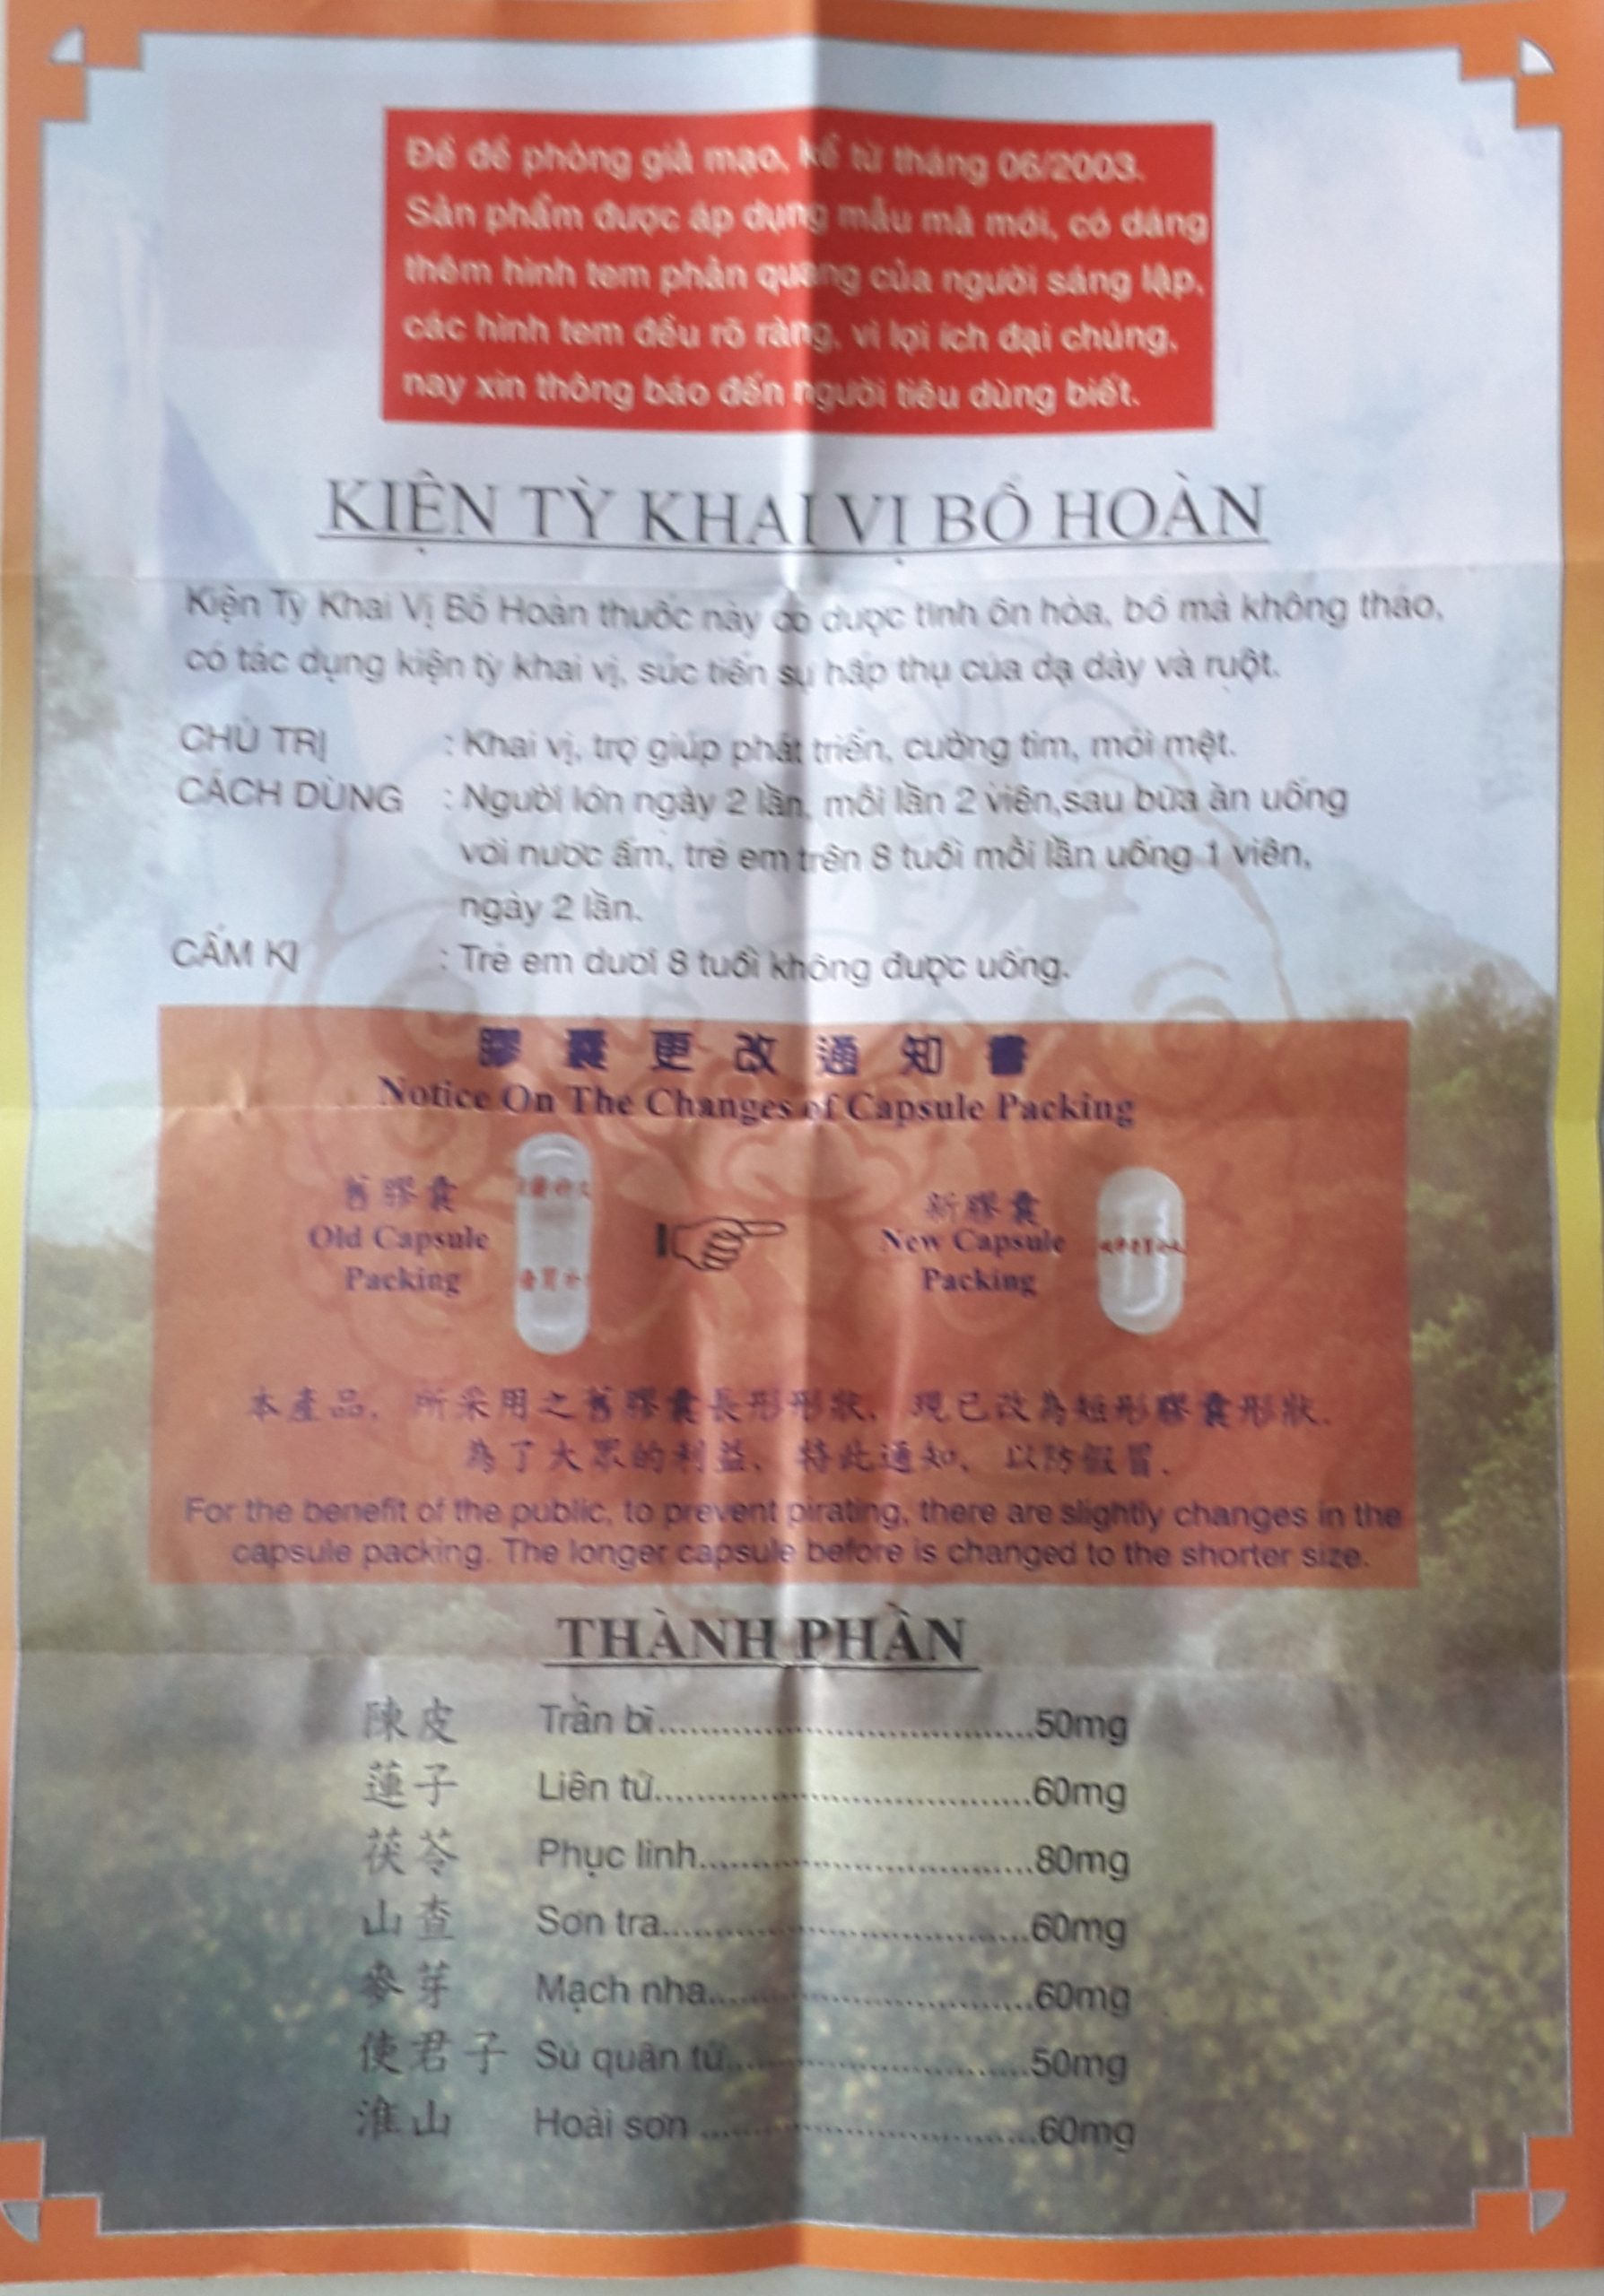 Để đề phòng giả mạo, kể từ tháng 06/2003.
Sản phẩm được áp dụng mẫu mã mới, có dáng
thêm hình tem phản quang của người sáng lập,
các hình tem đều rõ ràng, vì lợi ích đại chúng,
nay xin thông báo đến người tiêu dùng biết.
KIỆN TỲ KHAI VỊ BỔ HOÀN
Kiện Tỳ Khai Vị Bổ Hoàn thuốc này có dược tính ôn hòa, bổ mà không tháo,
có tác dụng kiện tỳ khai vị, súc tiến sự hấp thụ của dạ dày và ruột.
CHỦ TRỊ : Khai vị, trợ giúp phát triển, cường tim, mỏi mệt.
CÁCH DÙNG : Người lớn ngày 2 lần, mỗi lần 2 viên,sau bữa ăn uống
với nước ấm, trẻ em trên 8 tuổi mỗi lần uống 1 viên,
ngày 2 lần.
CẤM KỊ : Trẻ em dưới 8 tuổi không được uống.
膠囊更改通知書
Notice On The Changes of Capsule Packing
舊膠囊
Old Capsule
Packing
新膠囊
New Capsule
Packing
本產品, 所采用之舊膠囊長形形狀, 現已改為短形膠囊形狀.
為了大眾的利益, 特此通知, 以防假冒.
For the benefit of the public, to prevent pirating, there are slightly changes in the
capsule packing. The longer capsule before is changed to the shorter size.
THÀNH PHẦN
陳皮 Trần bì....................................50mg
蓮子 Liên tử....................................60mg
茯苓 Phục linh................................80mg
山查 Sơn tra...................................60mg
麥芽 Mạch nha...............................60mg
使君子 Sử quân tử.............................50mg
淮山 Hoài sơn ................................60mg